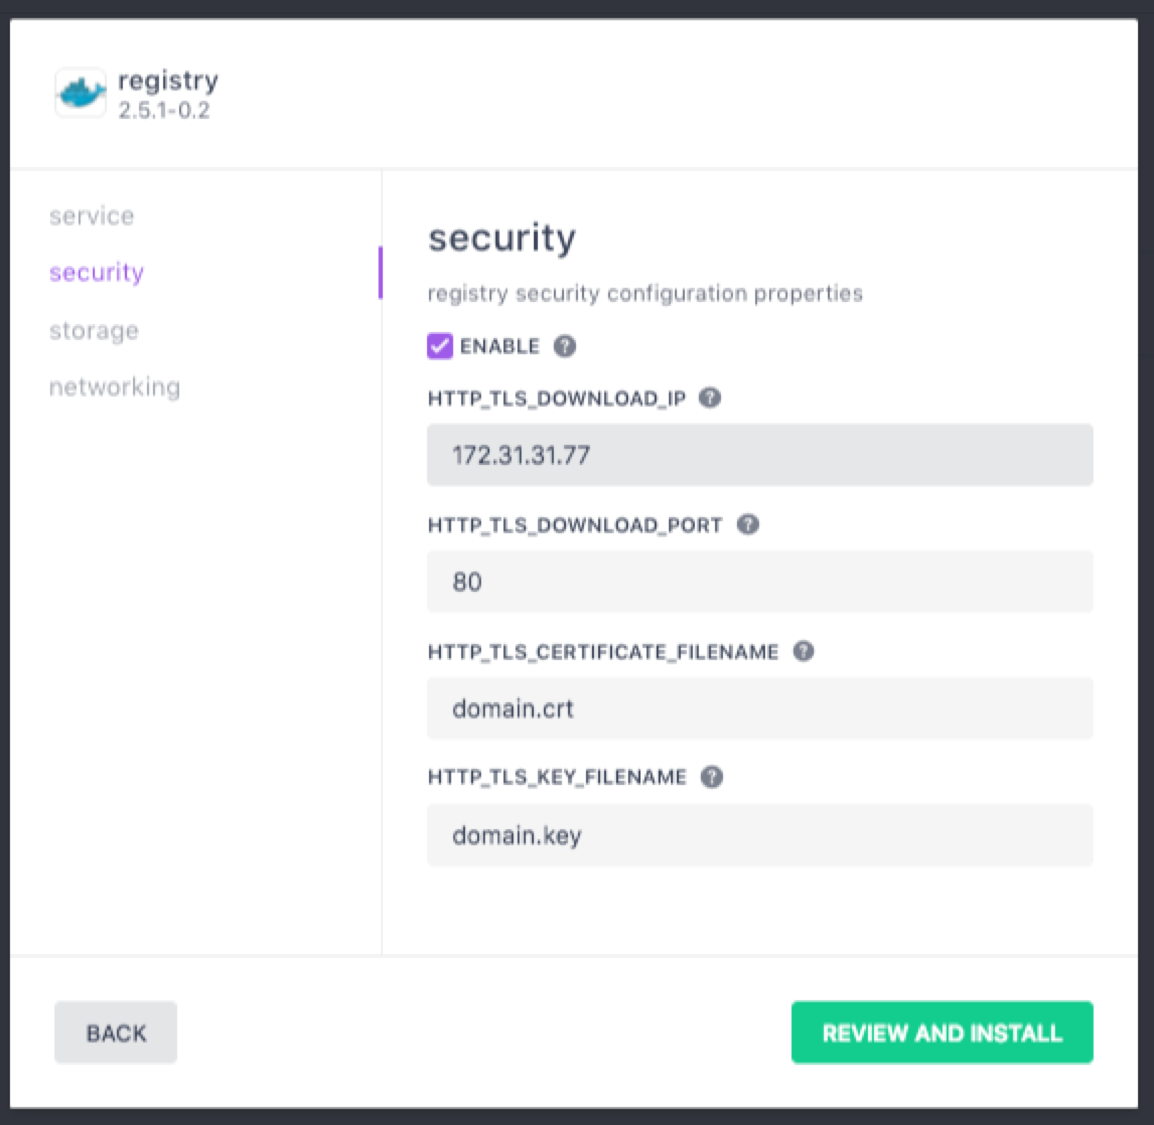 registry
2.5.1-0.2
service
security
storage
networking
security
registry security configuration properties
ENABLE ?
HTTP_TLS_DOWNLOAD_IP ?
172.31.31.77
HTTP_TLS_DOWNLOAD_PORT ?
80
HTTP_TLS_CERTIFICATE_FILENAME ?
domain.crt
HTTP_TLS_KEY_FILENAME ?
domain.key
BACK
REVIEW AND INSTALL